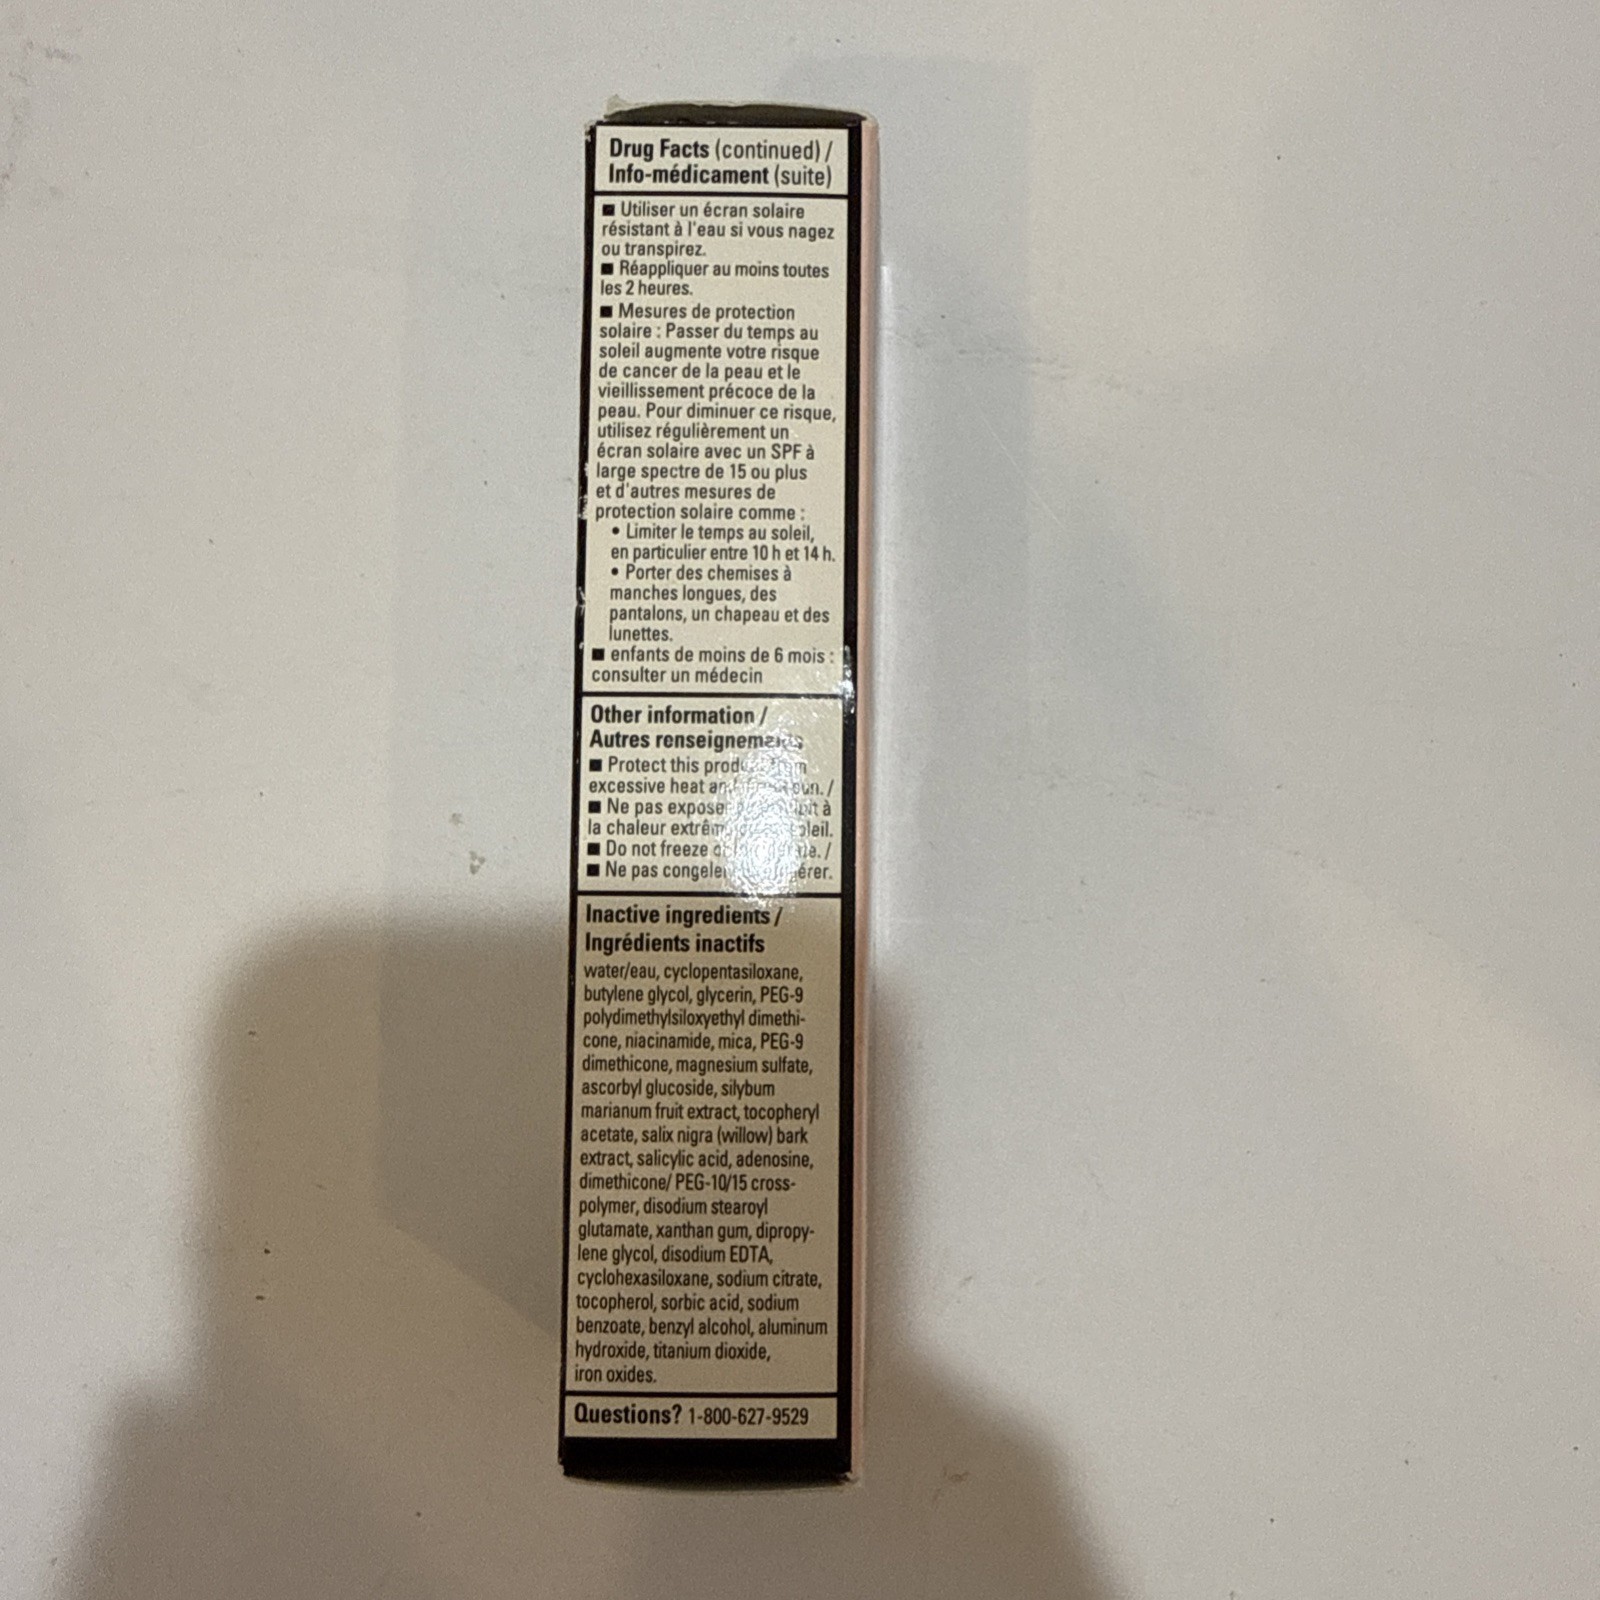 Drug Facts (continued) /
Info-médicament (suite)
■ Utiliser un écran solaire
résistant à l'eau si vous nagez
ou transpirez.
■ Réappliquer au moins toutes
les 2 heures.
■ Mesures de protection
solaire : Passer du temps au
soleil augmente votre risque
de cancer de la peau et le
vieillissement précoce de la
peau. Pour diminuer ce risque,
utilisez régulièrement un
écran solaire avec un SPF à
large spectre de 15 ou plus
et d'autres mesures de
protection solaire comme :
• Limiter le temps au soleil,
en particulier entre 10 h et 14 h.
• Porter des chemises à
manches longues, des
pantalons, un chapeau et des
lunettes.
■ enfants de moins de 6 mois :
consulter un médecin
Other information /
Autres renseignements
■ Protect this product from
excessive heat sun. /
■ Ne pas exposer à
la chaleur
■ Do not freeze /
■ Ne pas congeler
Inactive ingredients /
Ingrédients inactifs
water/eau, cyclopentasiloxane,
butylene glycol, glycerin, PEG-9
polydimethylsiloxyethyl dimethi-
cone, niacinamide, mica, PEG-9
dimethicone, magnesium sulfate,
ascorbyl glucoside, silybum
marianum fruit extract, tocopheryl
acetate, salix nigra (willow) bark
extract, salicylic acid, adenosine,
dimethicone/ PEG-10/15 cross-
polymer, disodium stearoyl
glutamate, xanthan gum, dipropy-
lene glycol, disodium EDTA,
cyclohexasiloxane, sodium citrate,
tocopherol, sorbic acid, sodium
benzoate, benzyl alcohol, aluminum
hydroxide, titanium dioxide,
iron oxides.
Questions? 1-800-627-9529